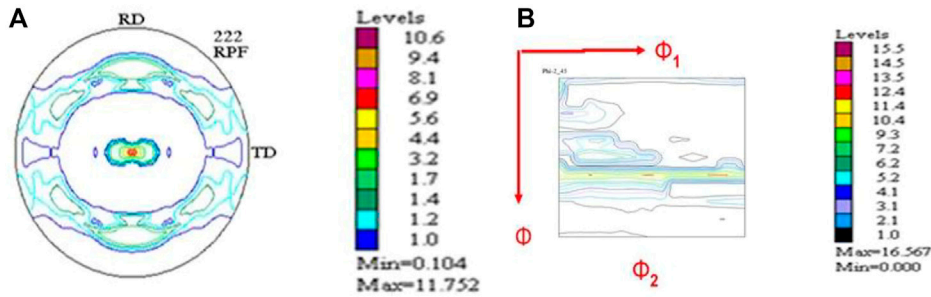 A
RD
222
RPF
TD
Levels
10.6
9.4
8.1
6.9
5.6
4.4
3.2
1.7
1.4
1.2
1.0
Min=0.104
Max=11.752
B
Φ1
Phi-2_45
Φ
Φ2
Levels
15.5
14.5
13.5
12.4
11.4
10.4
9.3
7.2
6.2
5.2
4.1
3.1
2.1
1.0
Max=16.567
Min=0.000